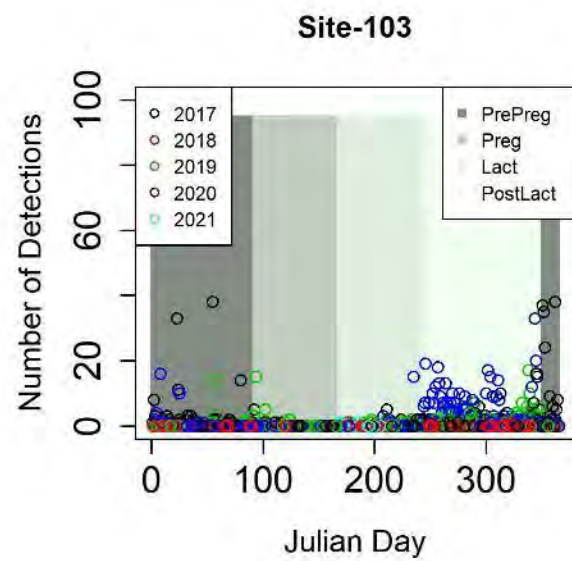 Site-103
Number of Detections
100
60
20
0
2017
2018
2019
2020
2021
PrePreg
Preg
Lact
PostLact
0 100 200 300
Julian Day